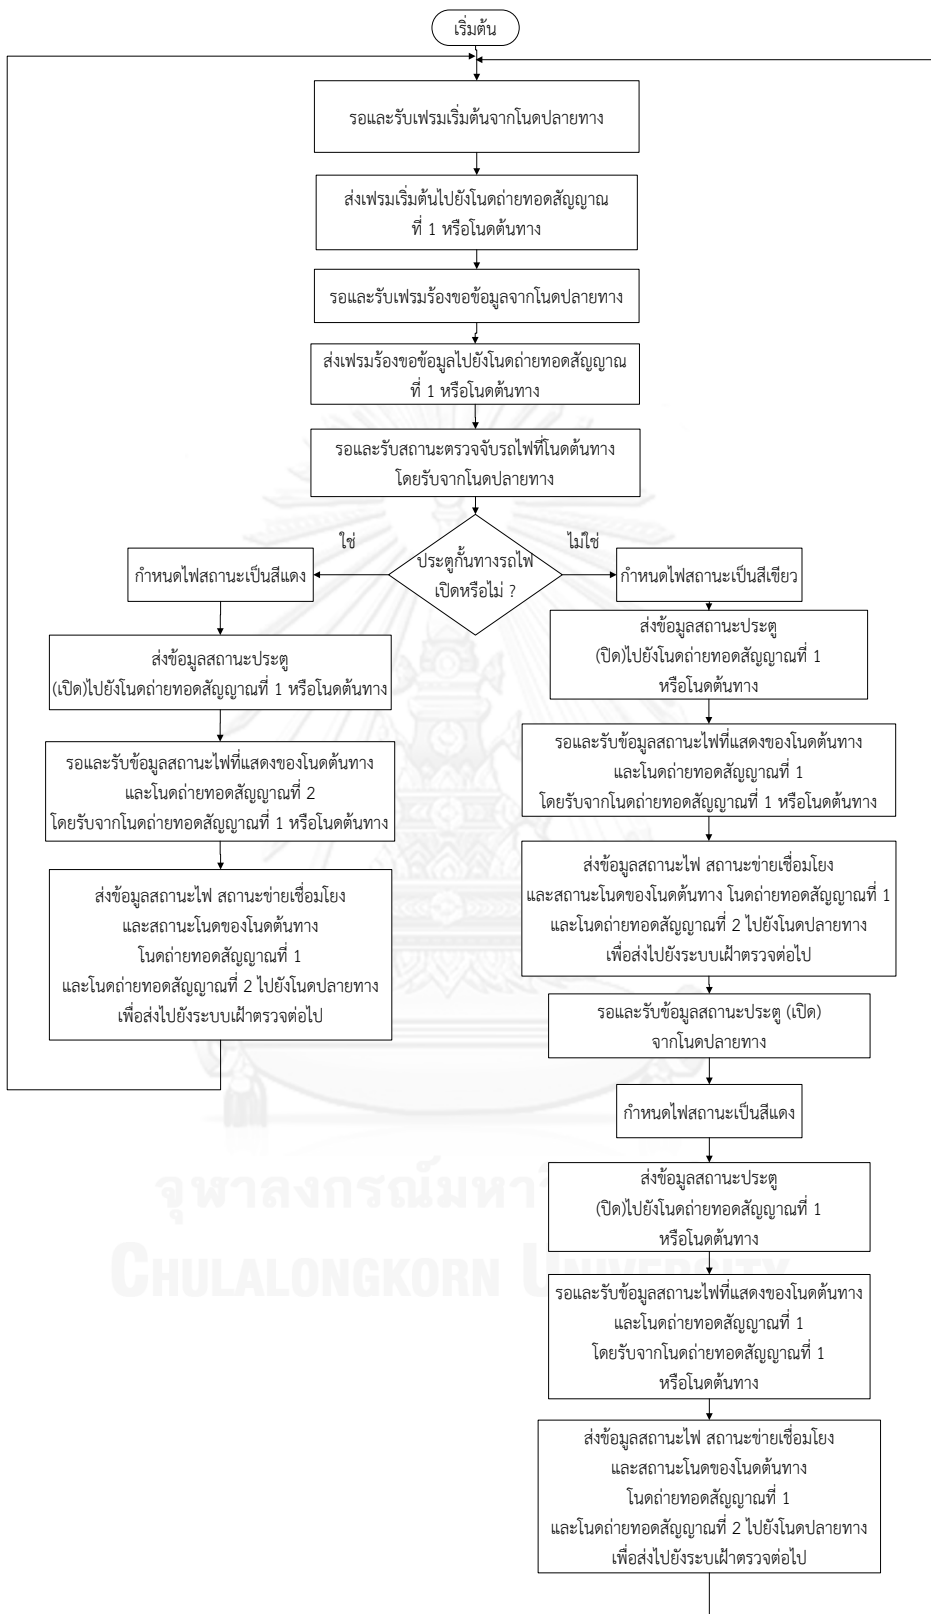 เริ่มต้น
รอและรับเฟรมเริ่มต้นจากโนดปลายทาง
ส่งเฟรมเริ่มต้นไปยังโนดถ่ายทอดสัญญาณ
ที่ 1 หรือโนดต้นทาง
รอและรับเฟรมร้องขอข้อมูลจากโนดปลายทาง
ส่งเฟรมร้องขอข้อมูลไปยังโนดถ่ายทอดสัญญาณ
ที่ 1 หรือโนดต้นทาง
รอและรับสถานะตรวจจับรถไฟที่โนดต้นทาง
โดยรับจากโนดปลายทาง
ประตูกั้นทางรถไฟ
เปิดหรือไม่ ?
ใช่
กำหนดไฟสถานะเป็นสีแดง
ส่งข้อมูลสถานะประตู
(เปิด)ไปยังโนดถ่ายทอดสัญญาณที่ 1 หรือโนดต้นทาง
รอและรับข้อมูลสถานะไฟที่แสดงของโนดต้นทาง
และโนดถ่ายทอดสัญญาณที่ 2
โดยรับจากโนดถ่ายทอดสัญญาณที่ 1 หรือโนดต้นทาง
ส่งข้อมูลสถานะไฟ สถานะข่ายเชื่อมโยง
และสถานะโนดของโนดต้นทาง
โนดถ่ายทอดสัญญาณที่ 1
และโนดถ่ายทอดสัญญาณที่ 2 ไปยังโนดปลายทาง
เพื่อส่งไปยังระบบเฝ้าตรวจต่อไป
ไม่ใช่
กำหนดไฟสถานะเป็นสีเขียว
ส่งข้อมูลสถานะประตู
(ปิด)ไปยังโนดถ่ายทอดสัญญาณที่ 1
หรือโนดต้นทาง
รอและรับข้อมูลสถานะไฟที่แสดงของโนดต้นทาง
และโนดถ่ายทอดสัญญาณที่ 1
โดยรับจากโนดถ่ายทอดสัญญาณที่ 1 หรือโนดต้นทาง
ส่งข้อมูลสถานะไฟ สถานะข่ายเชื่อมโยง
และสถานะโนดของโนดต้นทาง โนดถ่ายทอดสัญญาณที่ 1
และโนดถ่ายทอดสัญญาณที่ 2 ไปยังโนดปลายทาง
เพื่อส่งไปยังระบบเฝ้าตรวจต่อไป
รอและรับข้อมูลสถานะประตู (เปิด)
จากโนดปลายทาง
กำหนดไฟสถานะเป็นสีแดง
ส่งข้อมูลสถานะประตู
(ปิด)ไปยังโนดถ่ายทอดสัญญาณที่ 1
หรือโนดต้นทาง
รอและรับข้อมูลสถานะไฟที่แสดงของโนดต้นทาง
และโนดถ่ายทอดสัญญาณที่ 1
โดยรับจากโนดถ่ายทอดสัญญาณที่ 1
หรือโนดต้นทาง
ส่งข้อมูลสถานะไฟ สถานะข่ายเชื่อมโยง
และสถานะโนดของโนดต้นทาง
โนดถ่ายทอดสัญญาณที่ 1
และโนดถ่ายทอดสัญญาณที่ 2 ไปยังโนดปลายทาง
เพื่อส่งไปยังระบบเฝ้าตรวจต่อไป
จุฬาลงกรณ์มหาวิ
CHULALONGKORN UNIVERSITY